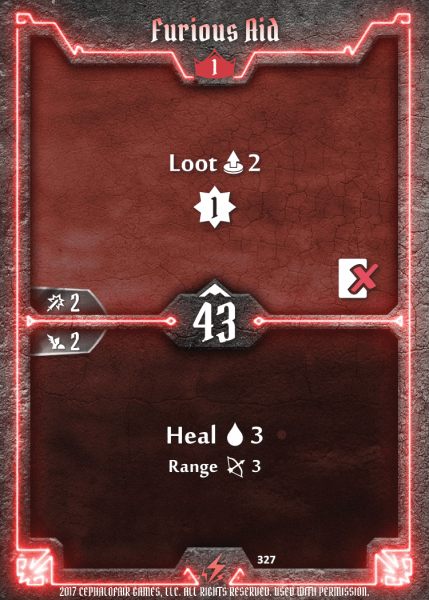 Furious Aid
1
Loot 2
1
2
43
2
Heal 3
Range 3
327
2017 CEPHALOFAIR GAMES, LLC. ALL RIGHTS RESERVED. USED WITH PERMISSION.